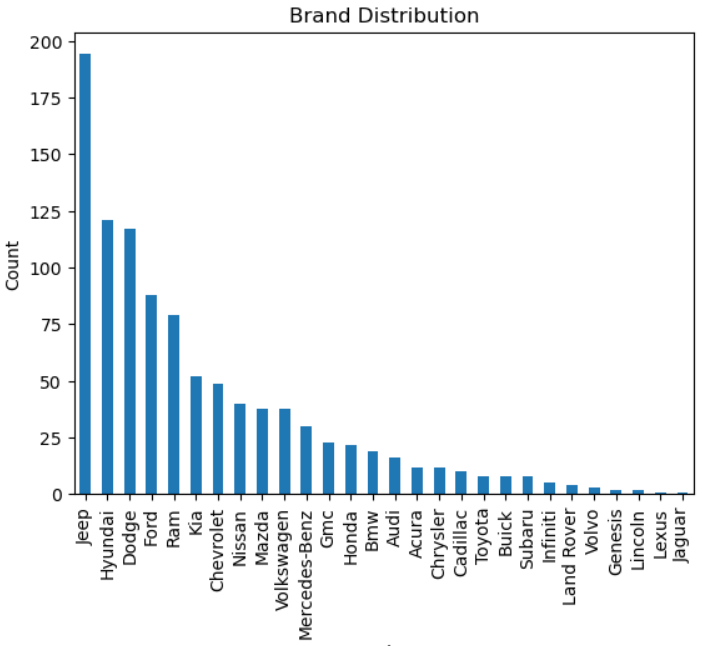 Brand Distribution
Count
200
175
150
125
100
75
50
25
0
Jeep
Hyundai
Dodge
Ford
Ram
Kia
Chevrolet
Nissan
Mazda
Volkswagen
Mercedes-Benz
Gmc
Honda
Bmw
Audi
Acura
Chrysler
Cadillac
Toyota
Buick
Subaru
Infiniti
Land Rover
Volvo
Genesis
Lincoln
Lexus
Jaguar